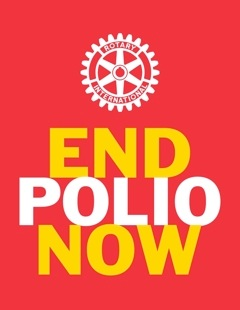 ROTARY
INTERNATIONAL
END
POLIO
NOW